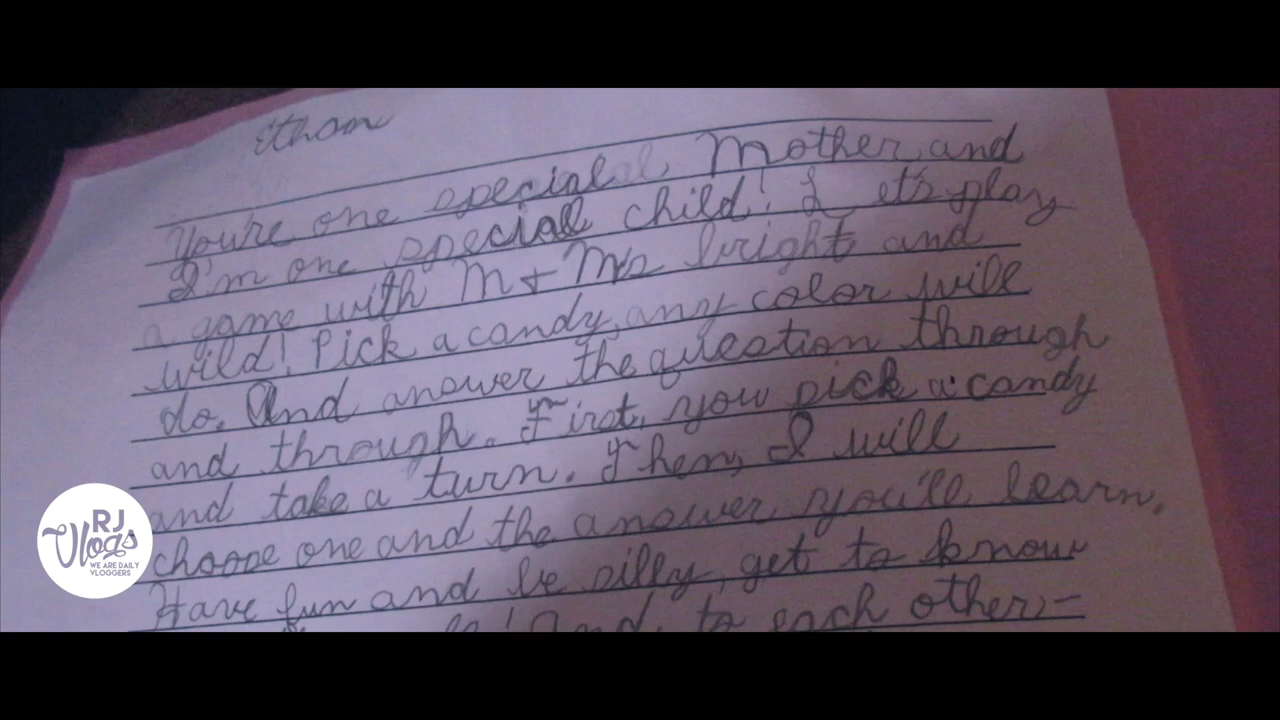 Ethan
You're one special Mother and
I'm one special child! Let's play
a game with M & M's bright and
wild! Pick a candy, any color will
do. And answer the question through
and through. First, you pick a candy
and take a turn. Then, I will
choose one and the answer you'll learn.
Have fun and be silly, get to know
And, to each other,-
RJ
Vlogs
WE ARE DAILY
VLOGGERS